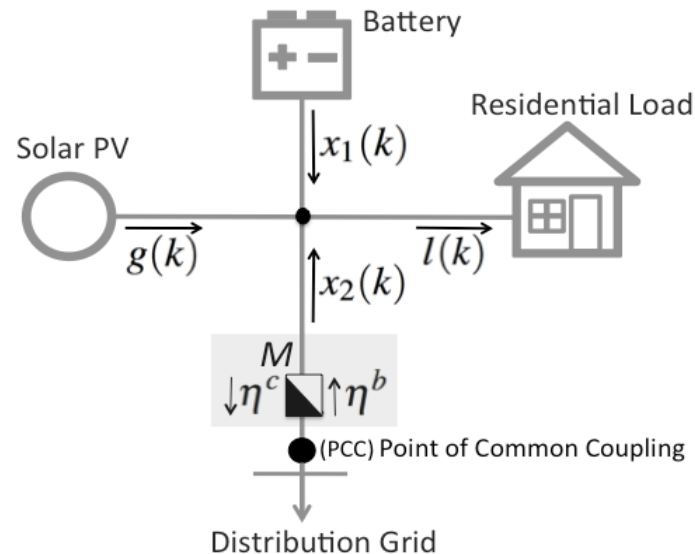 Battery
Residential Load
Solar PV
x₁(k)
g(k)
l(k)
x₂(k)
M
ηᶜ
ηᵇ
(PCC) Point of Common Coupling
Distribution Grid